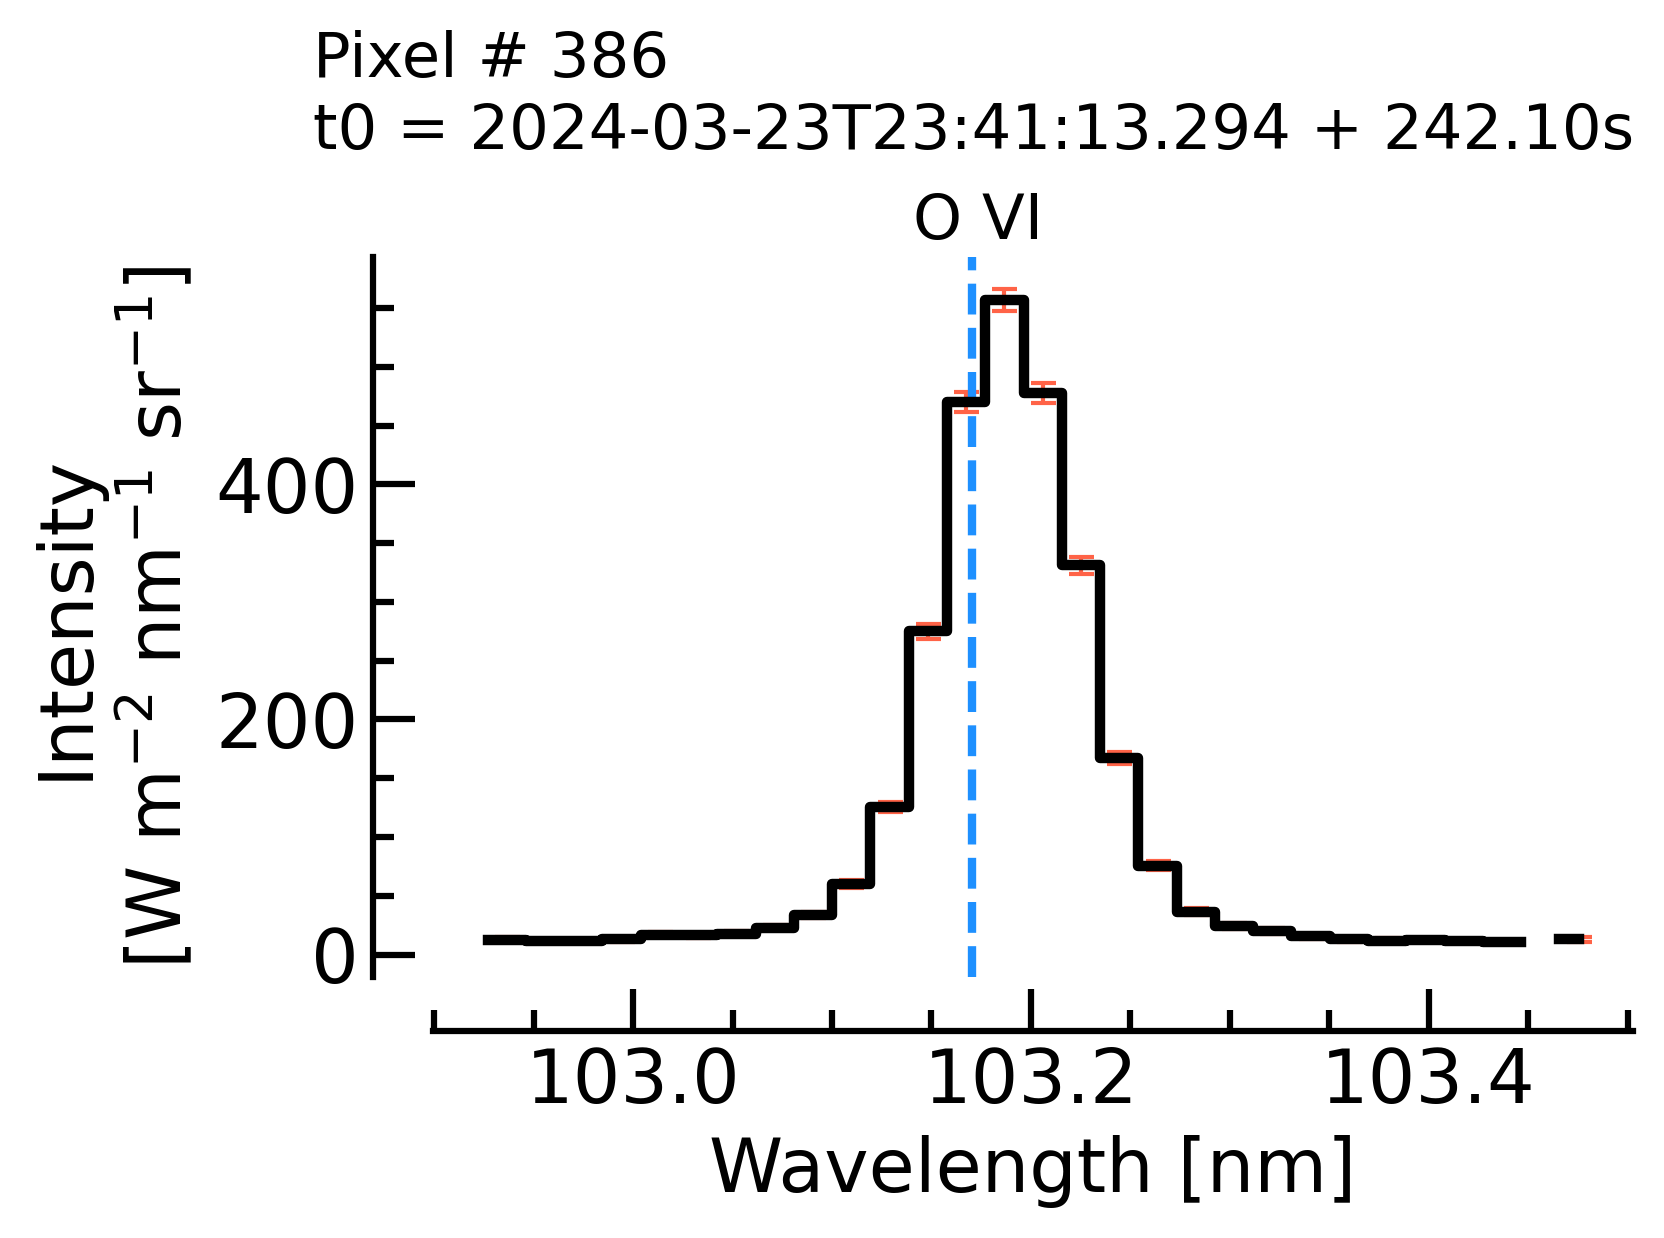 Pixel # 386
t0 = 2024-03-23T23:41:13.294 + 242.10s
O VI
Intensity
[W m⁻² nm⁻¹ sr⁻¹]
400
200
0
103.0 103.2 103.4
Wavelength [nm]